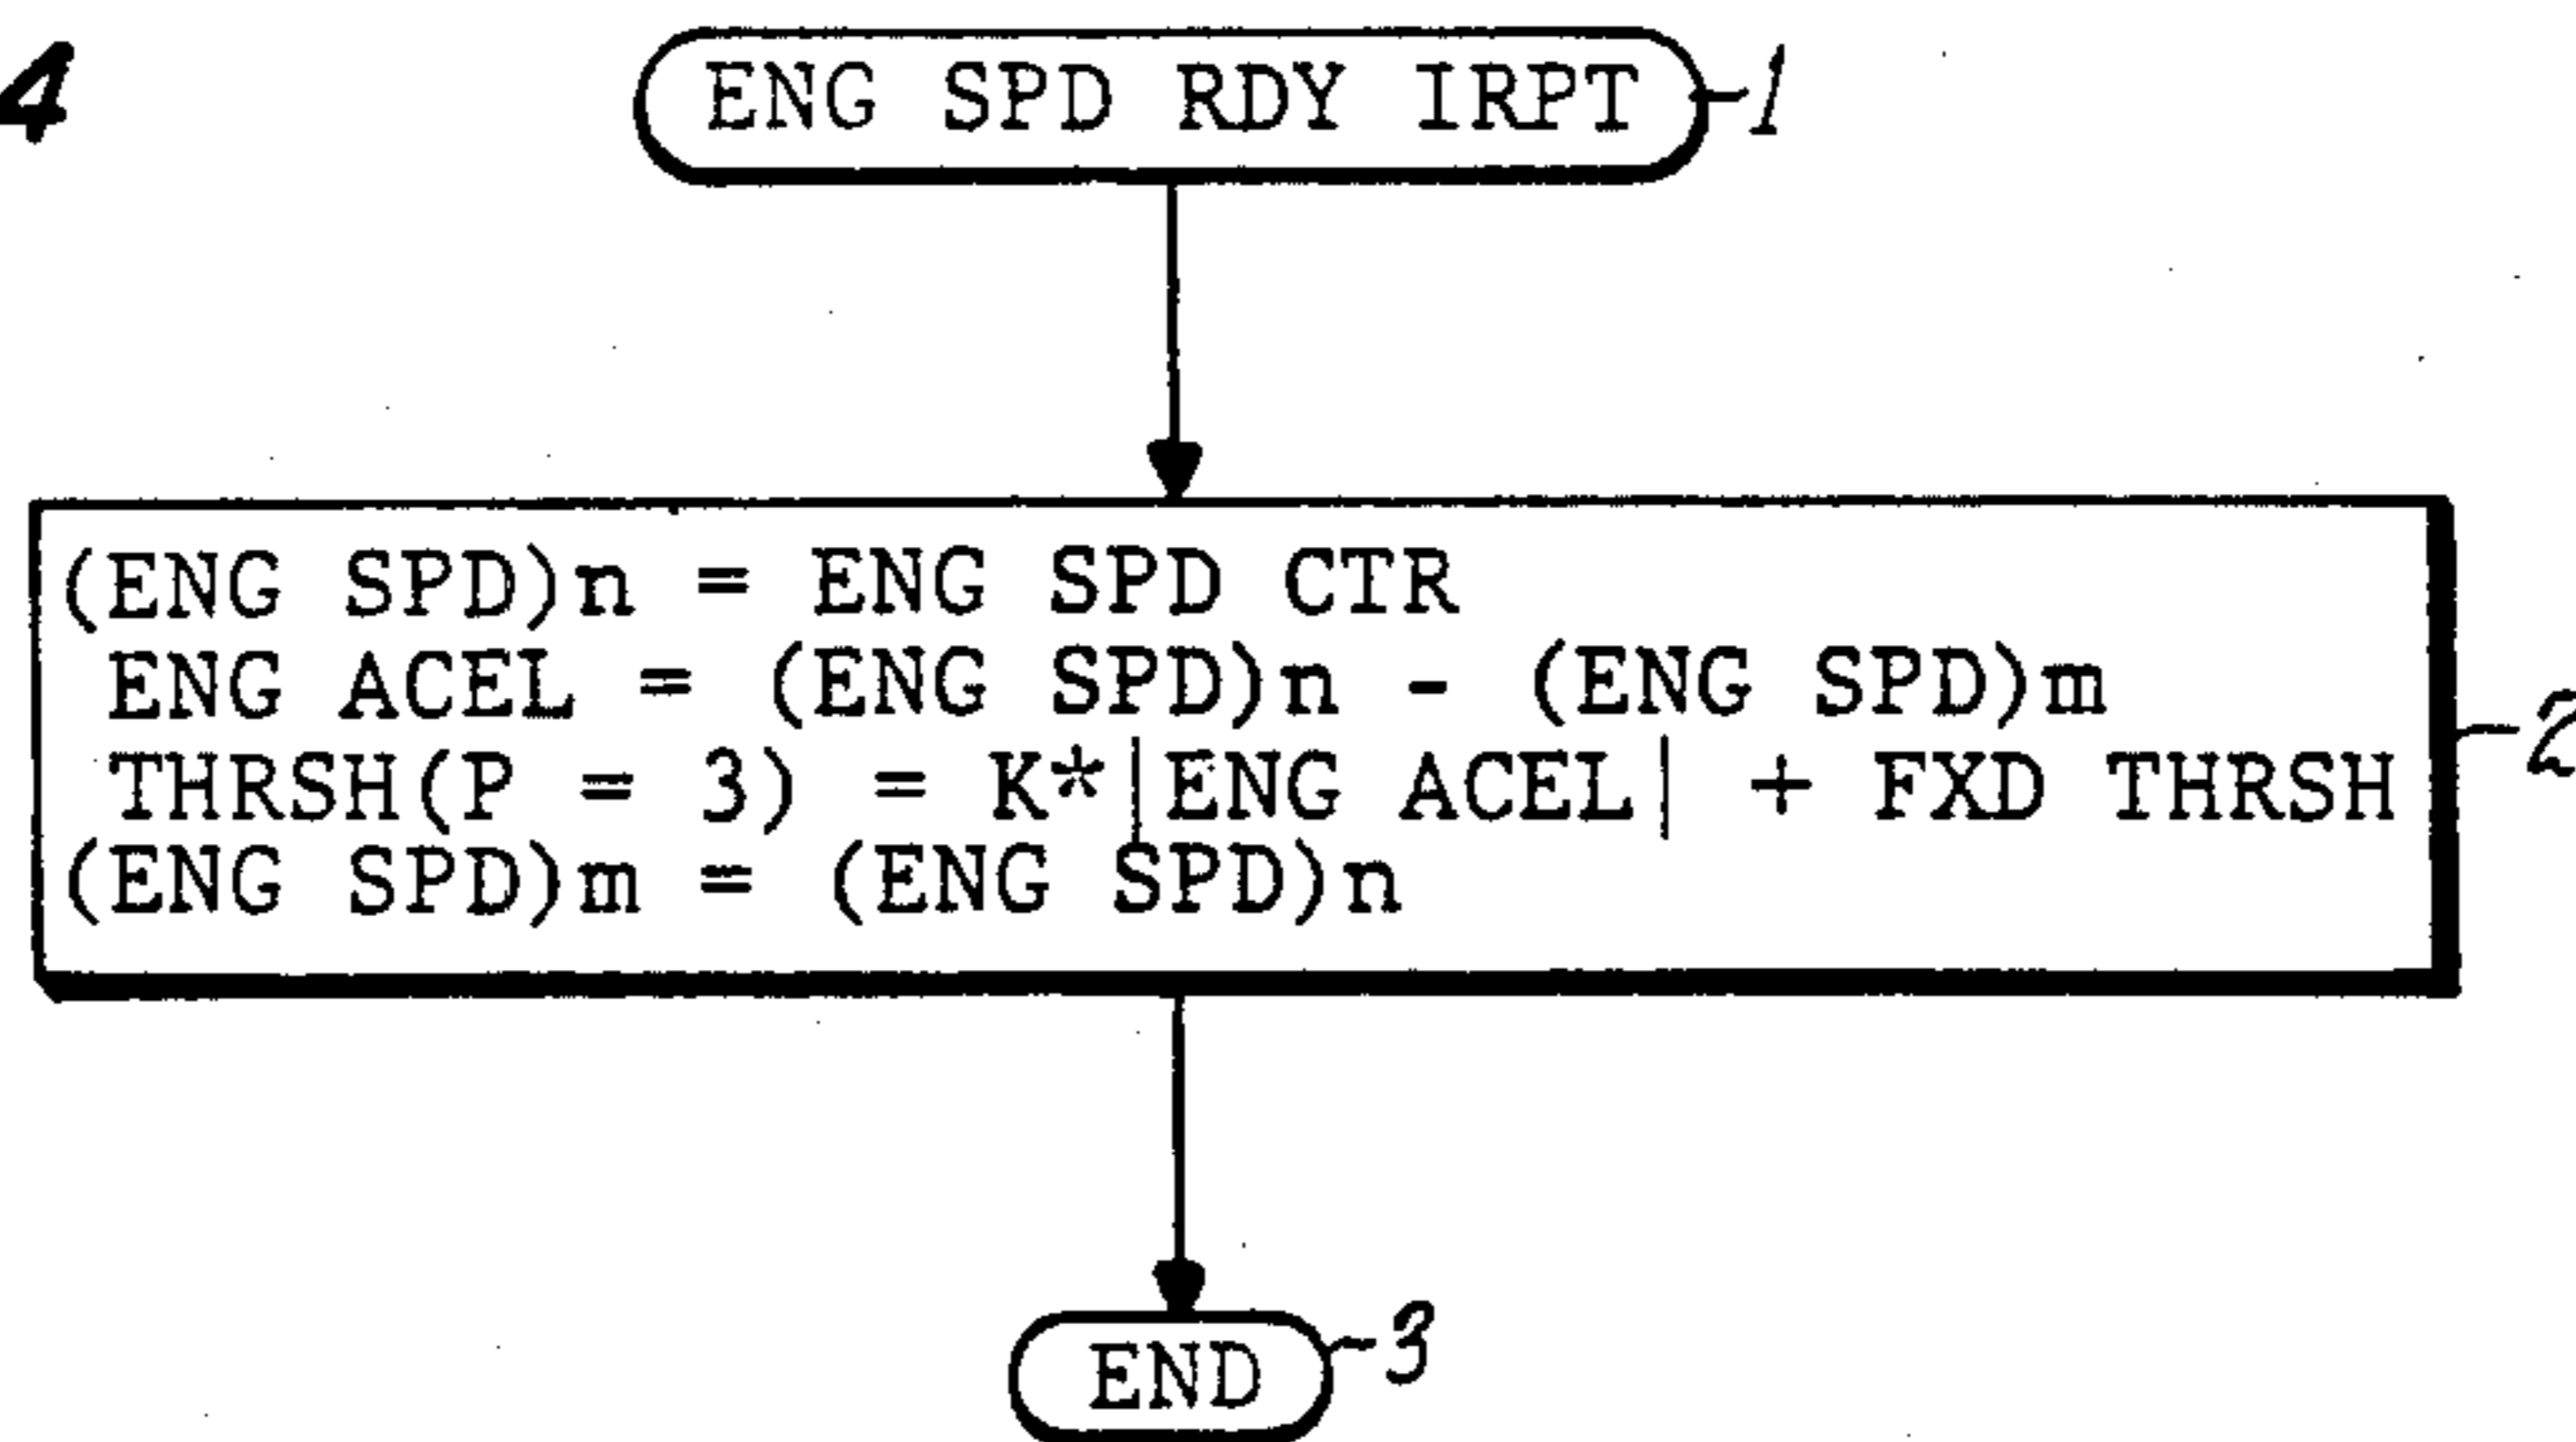 4
ENG SPD RDY IRPT
1
(ENG SPD)n = ENG SPD CTR
ENG ACEL = (ENG SPD)n - (ENG SPD)m
THRSH(P = 3) = K*|ENG ACEL| + FXD THRSH
(ENG SPD)m = (ENG SPD)n
2
END
3